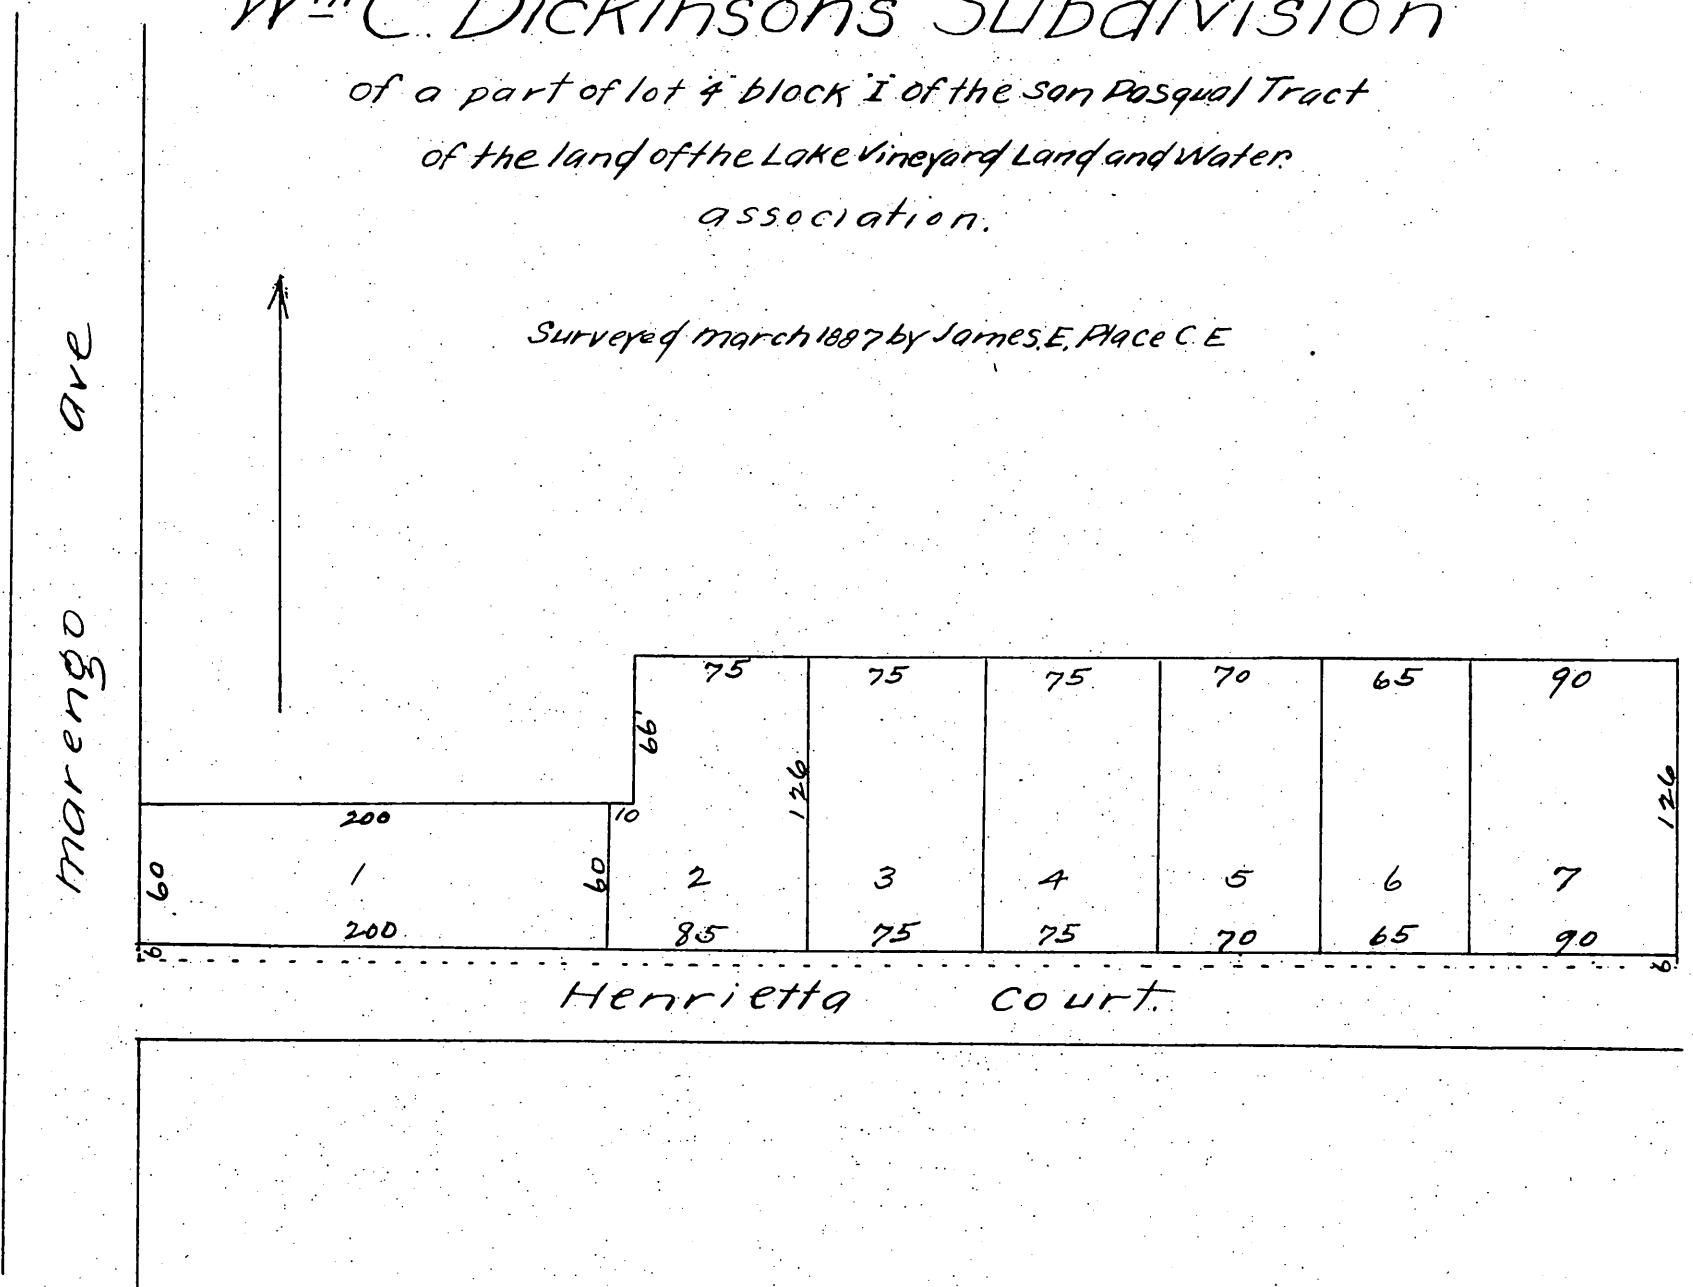 Wm C. Dickinsons Subdivision
of a part of lot 4 block I of the san Pasqual Tract
of the land of the Lake Vineyard Land and Water
association.
Surveyed march 1887 by James. E. Place C. E
marengo ave
75 75 75 70 65 90
66'
126
126
200 10
60 1 60 2 3 4 5 6 7
200 85 75 75 70 65 90
6 6
Henrietta Court.